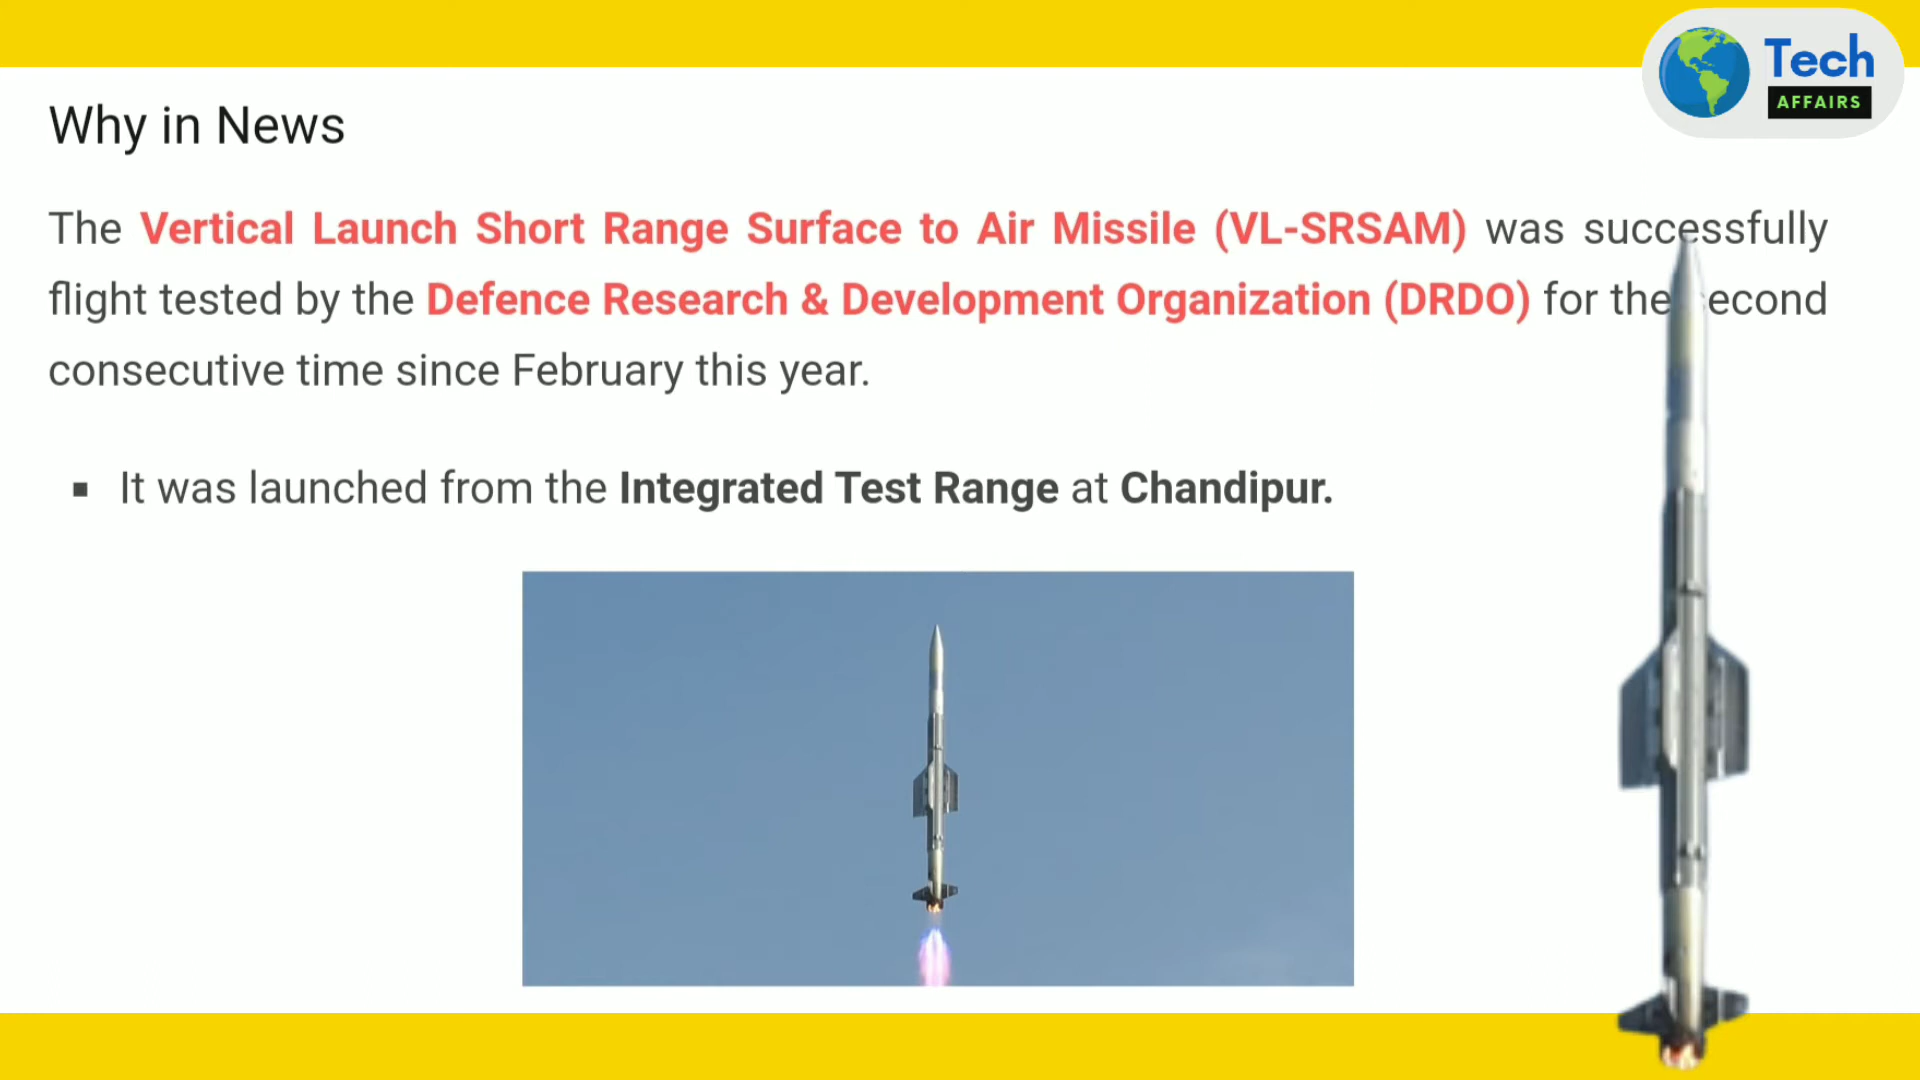 Tech
AFFAIRS
Why in News
The Vertical Launch Short Range Surface to Air Missile (VL-SRSAM) was successfully
flight tested by the Defence Research & Development Organization (DRDO) for the second
consecutive time since February this year.
▪ It was launched from the Integrated Test Range at Chandipur.